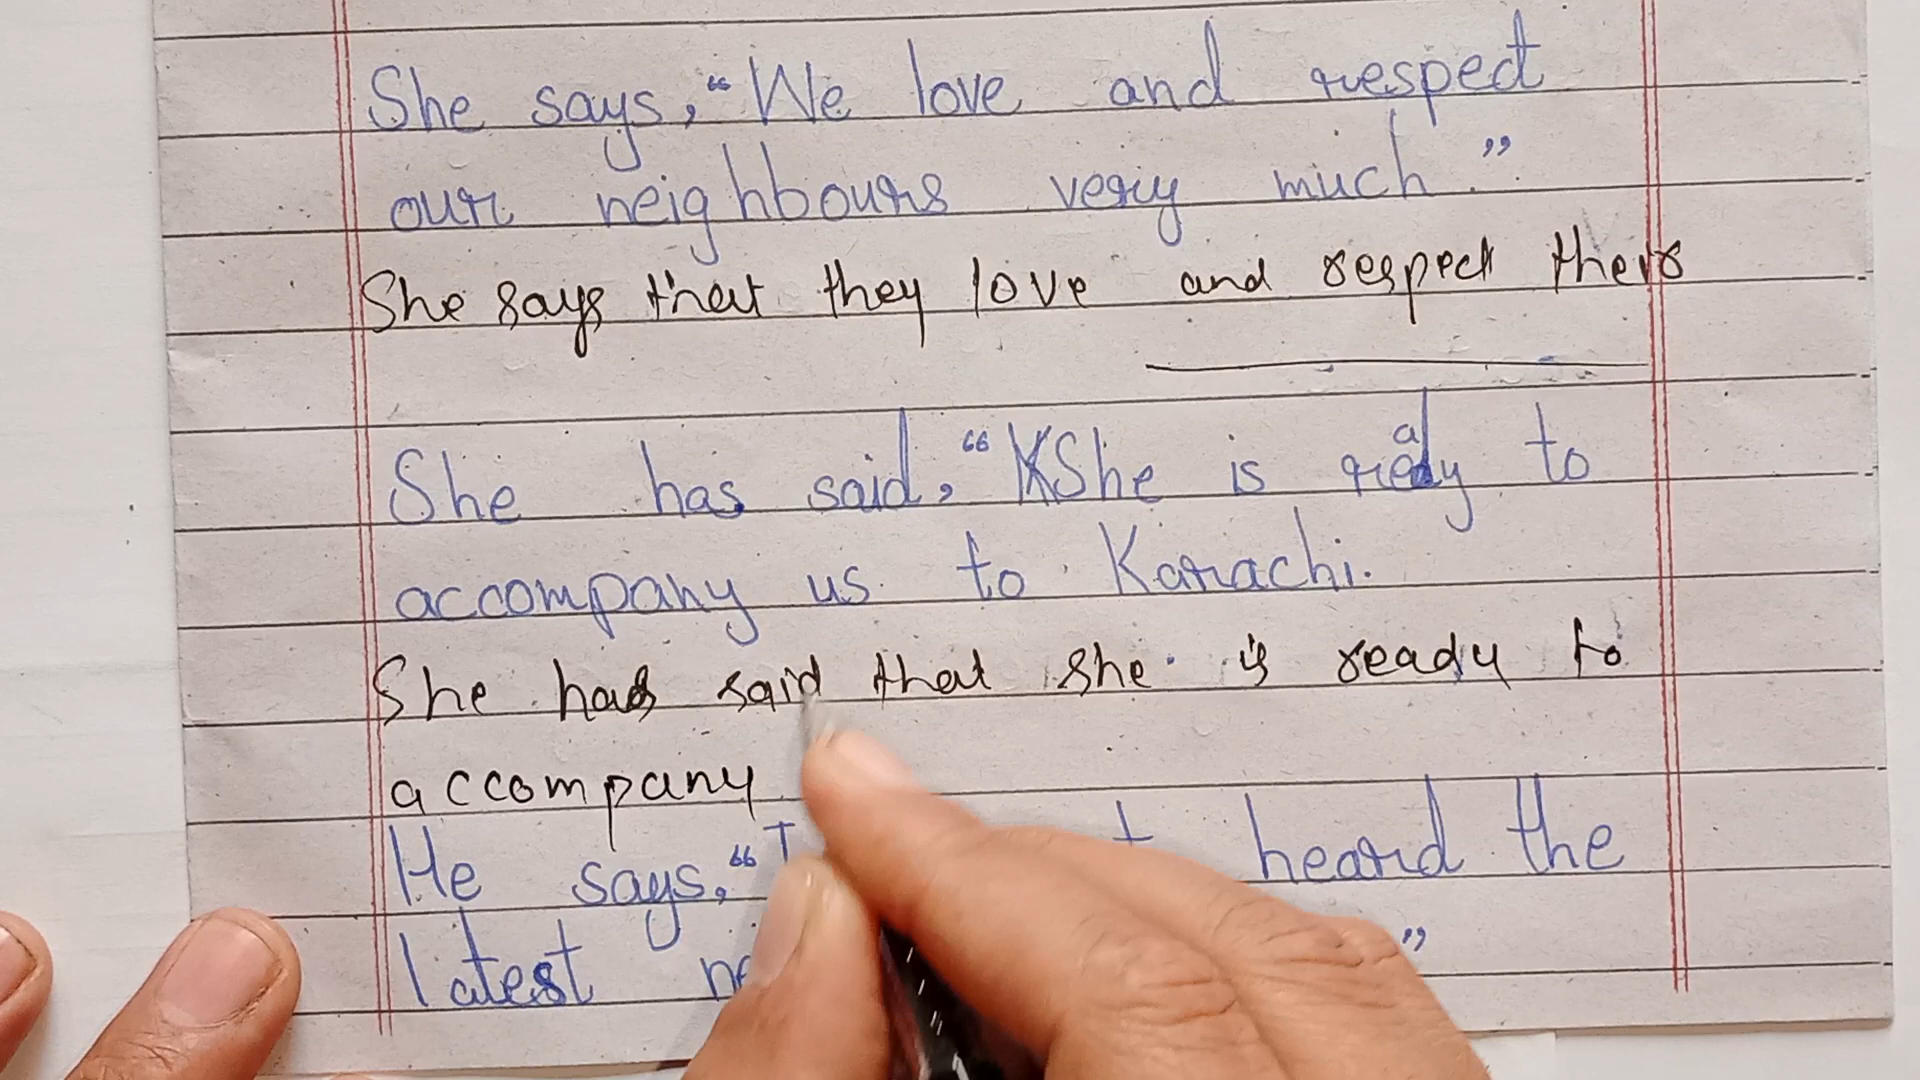 She says, "We love and respect
our neighbours very much."
She says that they love and respect theis
She has said, "She is ready to
accompany us to Karachi.
She has said that she is ready to
accompany
He says, "I heard the
latest